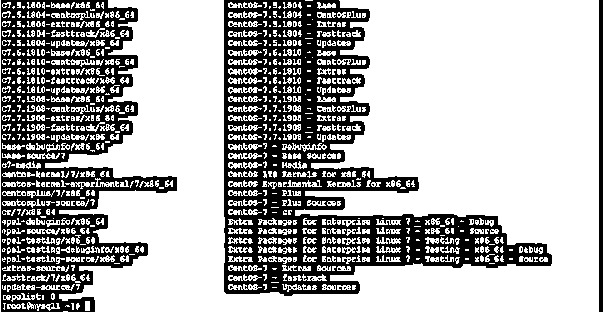 C7.5.1804-base/x86_64 CentOS-7.5.1804 - Base
C7.5.1804-centosplus/x86_64 CentOS-7.5.1804 - CentOSPlus
C7.5.1804-extras/x86_64 CentOS-7.5.1804 - Extras
C7.5.1804-fasttrack/x86_64 CentOS-7.5.1804 - Fasttrack
C7.5.1804-updates/x86_64 CentOS-7.5.1804 - Updates
C7.6.1810-base/x86_64 CentOS-7.6.1810 - Base
C7.6.1810-centosplus/x86_64 CentOS-7.6.1810 - CentOSPlus
C7.6.1810-extras/x86_64 CentOS-7.6.1810 - Extras
C7.6.1810-fasttrack/x86_64 CentOS-7.6.1810 - Fasttrack
C7.6.1810-updates/x86_64 CentOS-7.6.1810 - Updates
C7.7.1908-base/x86_64 CentOS-7.7.1908 - Base
C7.7.1908-centosplus/x86_64 CentOS-7.7.1908 - CentOSPlus
C7.7.1908-extras/x86_64 CentOS-7.7.1908 - Extras
C7.7.1908-fasttrack/x86_64 CentOS-7.7.1908 - Fasttrack
C7.7.1908-updates/x86_64 CentOS-7.7.1908 - Updates
base-debuginfo/x86_64 CentOS-7 - Debuginfo
base-source/7 CentOS-7 - Base Sources
c7-media CentOS-7 - Media
centos-kernel/7/x86_64 CentOS LTS Kernels for x86_64
centos-kernel-experimental/7/x86_64 CentOS Experimental Kernels for x86_64
centosplus/7/x86_64 CentOS-7 - Plus
centosplus-source/7 CentOS-7 - Plus Sources
cr/7/x86_64 CentOS-7 - cr
epel-debuginfo/x86_64 Extra Packages for Enterprise Linux 7 - x86_64 - Debug
epel-source/x86_64 Extra Packages for Enterprise Linux 7 - x86_64 - Source
epel-testing/x86_64 Extra Packages for Enterprise Linux 7 - Testing - x86_64
epel-testing-debuginfo/x86_64 Extra Packages for Enterprise Linux 7 - Testing - x86_64 - Debug
epel-testing-source/x86_64 Extra Packages for Enterprise Linux 7 - Testing - x86_64 - Source
extras-source/7 CentOS-7 - Extras Sources
fasttrack/7/x86_64 CentOS-7 - fasttrack
updates-source/7 CentOS-7 - Updates Sources
repolist: 0
[root@mysql1 ~]#